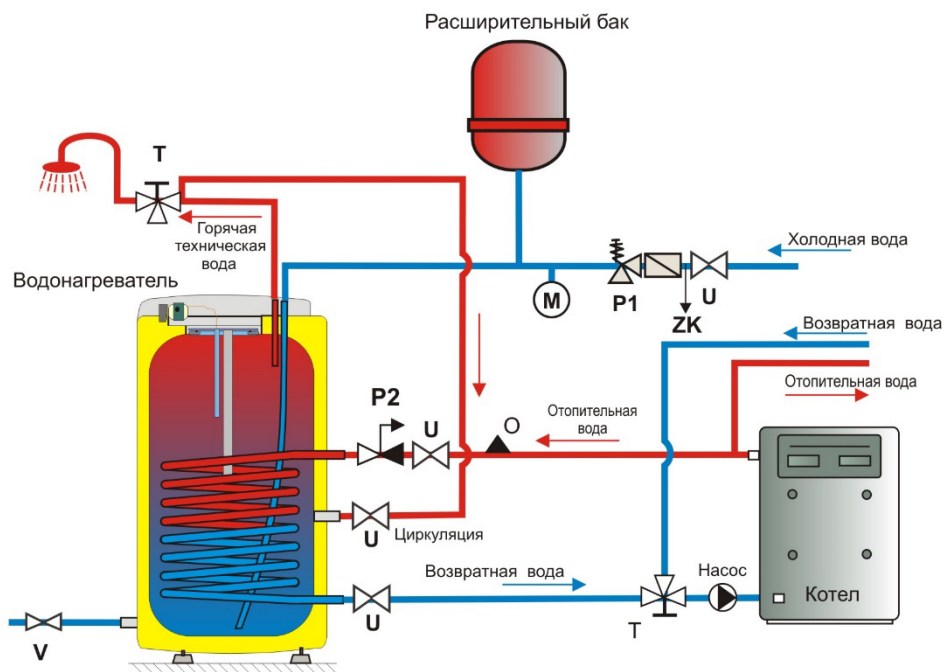 Расширительный бак
T
Горячая
техническая
вода
Холодная вода
Водонагреватель
M
P1
ZK
U
Возвратная вода
Отопительная
вода
P2
U
O
Отопительная
вода
U
Циркуляция
Возвратная вода
U
T
Насос
Котел
V